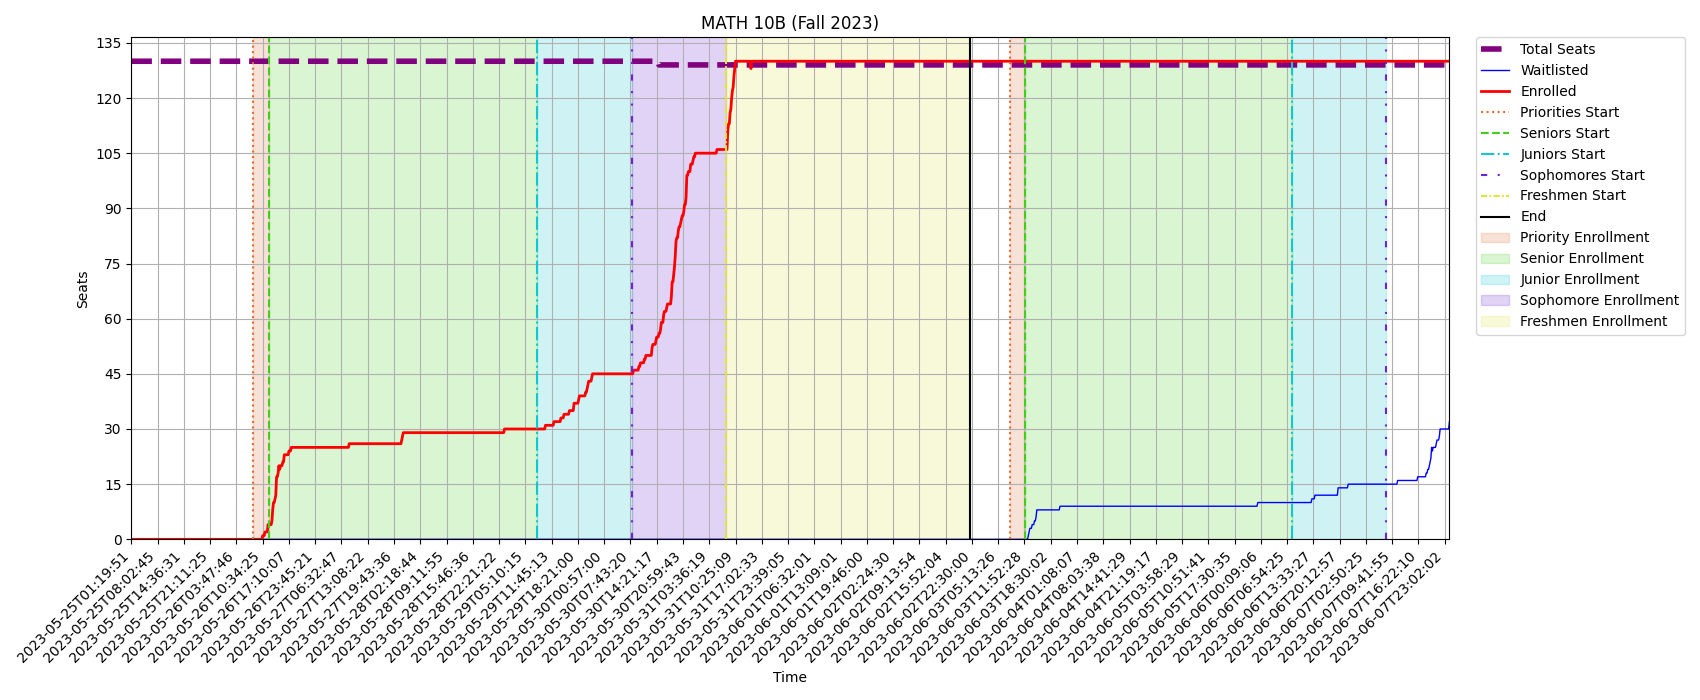 MATH 10B (Fall 2023)
135
120
105
90
75
60
45
30
15
0
Seats
2023-05-25T01:19:51
2023-05-25T08:02:45
2023-05-25T14:36:31
2023-05-25T21:11:25
2023-05-26T03:47:46
2023-05-26T10:34:25
2023-05-26T17:10:07
2023-05-26T23:45:21
2023-05-27T06:32:47
2023-05-27T13:08:22
2023-05-27T19:43:36
2023-05-28T02:18:44
2023-05-28T09:11:55
2023-05-28T15:46:36
2023-05-28T22:21:22
2023-05-29T05:10:15
2023-05-29T11:45:13
2023-05-29T18:21:00
2023-05-30T00:57:00
2023-05-30T07:43:20
2023-05-30T14:21:17
2023-05-30T20:59:43
2023-05-31T03:36:19
2023-05-31T10:25:09
2023-05-31T17:02:33
2023-05-31T23:39:05
2023-06-01T06:32:01
2023-06-01T13:09:01
2023-06-01T19:46:00
2023-06-02T02:24:30
2023-06-02T09:13:54
2023-06-02T15:52:04
2023-06-02T22:30:00
2023-06-03T05:13:26
2023-06-03T11:52:28
2023-06-03T18:30:02
2023-06-04T01:08:07
2023-06-04T08:03:38
2023-06-04T14:41:29
2023-06-04T21:19:17
2023-06-05T03:58:29
2023-06-05T10:51:41
2023-06-05T17:30:35
2023-06-06T00:09:06
2023-06-06T06:54:25
2023-06-06T13:33:27
2023-06-06T20:12:57
2023-06-07T02:50:25
2023-06-07T09:41:55
2023-06-07T16:22:10
2023-06-07T23:02:02
Time
Total Seats
Waitlisted
Enrolled
Priorities Start
Seniors Start
Juniors Start
Sophomores Start
Freshmen Start
End
Priority Enrollment
Senior Enrollment
Junior Enrollment
Sophomore Enrollment
Freshmen Enrollment